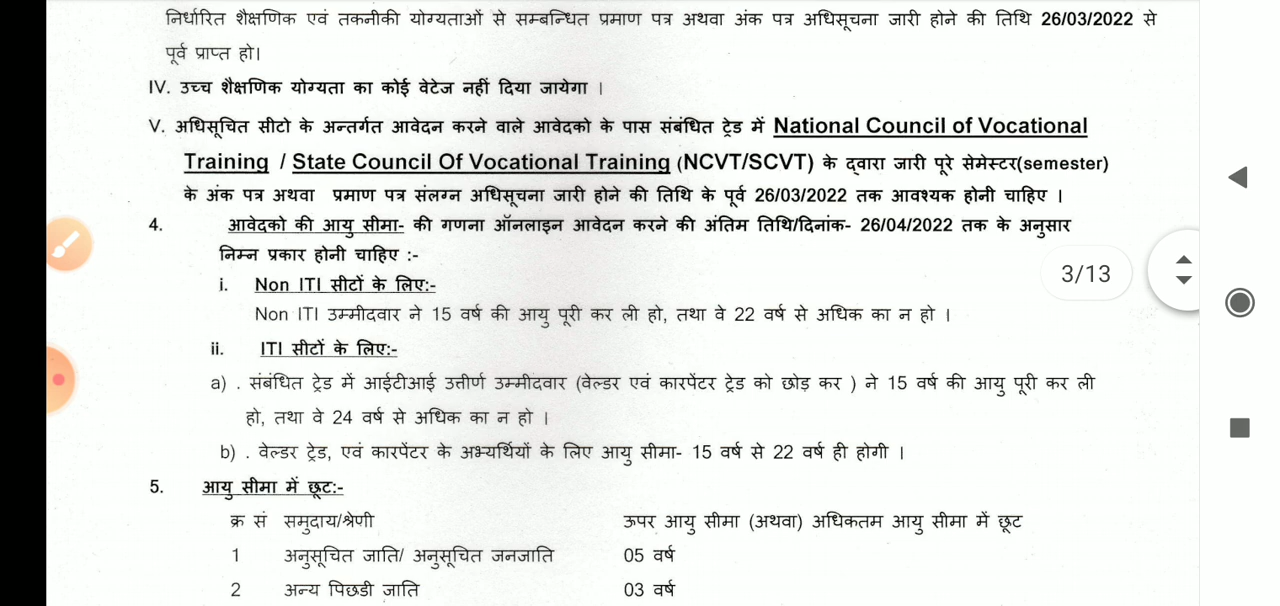 निर्धारित शैक्षणिक एवं तकनीकी योग्यताओं से सम्बन्धित प्रमाण पत्र अथवा अंक पत्र अधिसूचना जारी होने की तिथि 26/03/2022 से
पूर्व प्राप्त हो।
IV. उच्च शैक्षणिक योग्यता का कोई वेटेज नहीं दिया जायेगा ।
V. अधिसूचित सीटो के अन्तर्गत आवेदन करने वाले आवेदको के पास संबंधित ट्रेड में National Council of Vocational
Training / State Council Of Vocational Training (NCVT/SCVT) के द्वारा जारी पूरे सेमेस्टर(semester)
के अंक पत्र अथवा प्रमाण पत्र संलग्न अधिसूचना जारी होने की तिथि के पूर्व 26/03/2022 तक आवश्यक होनी चाहिए ।
4. आवेदको की आयु सीमा- की गणना ऑनलाइन आवेदन करने की अंतिम तिथि/दिनांक- 26/04/2022 तक के अनुसार
निम्न प्रकार होनी चाहिए :-
3/13
i. Non ITI सीटों के लिए:-
Non ITI उम्मीदवार ने 15 वर्ष की आयु पूरी कर ली हो, तथा वे 22 वर्ष से अधिक का न हो ।
ii. ITI सीटों के लिए:-
a) . संबंधित ट्रेड में आईटीआई उत्तीर्ण उम्मीदवार (वेल्डर एवं कारपेंटर ट्रेड को छोड़ कर ) ने 15 वर्ष की आयु पूरी कर ली
हो, तथा वे 24 वर्ष से अधिक का न हो ।
b) . वेल्डर ट्रेड, एवं कारपेंटर के अभ्यर्थियों के लिए आयु सीमा- 15 वर्ष से 22 वर्ष ही होगी ।
5. आयु सीमा में छूट:-
क्र सं समुदाय/श्रेणी ऊपर आयु सीमा (अथवा) अधिकतम आयु सीमा में छूट
1 अनुसूचित जाति/ अनुसूचित जनजाति 05 वर्ष
2 अन्य पिछडी जाति 03 वर्ष